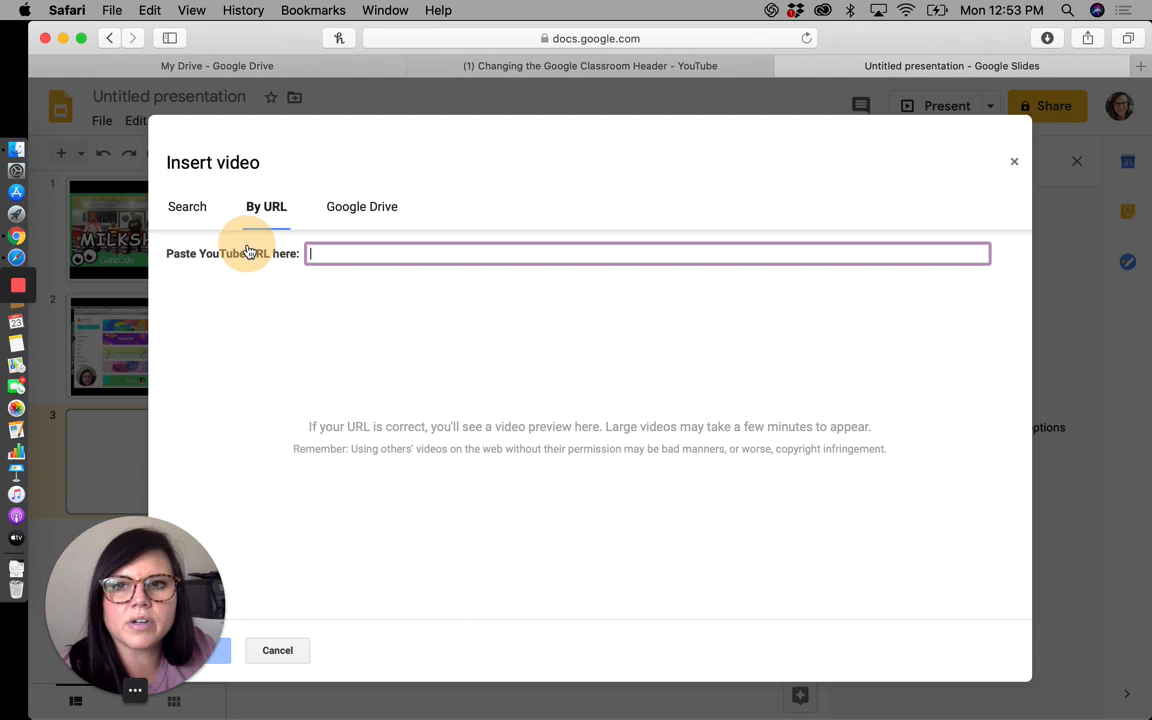 Safari File Edit View History Bookmarks Window Help Mon 12:53 PM
docs.google.com
My Drive - Google Drive
(1) Changing the Google Classroom Header - YouTube
Untitled presentation - Google Slides
Untitled presentation
Present
Share
File Edit
Insert video
Search By URL Google Drive
Paste YouTube URL here:
1
MILKSH
GoNoodle
2
3
If your URL is correct, you'll see a video preview here. Large videos may take a few minutes to appear.
Remember: Using others' videos on the web without their permission may be bad manners, or worse, copyright infringement.
ptions
Cancel